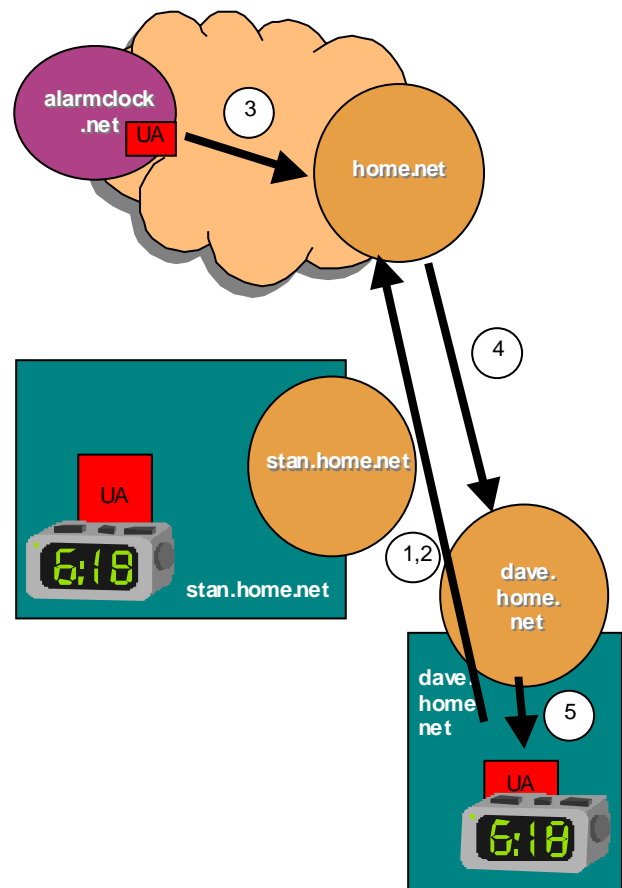 alarmclock
.net
UA
3
home.net
4
stan.home.net
UA
6:18
stan.home.net
1,2
dave.
home.
net
dave.
home.
net
5
UA
6:18